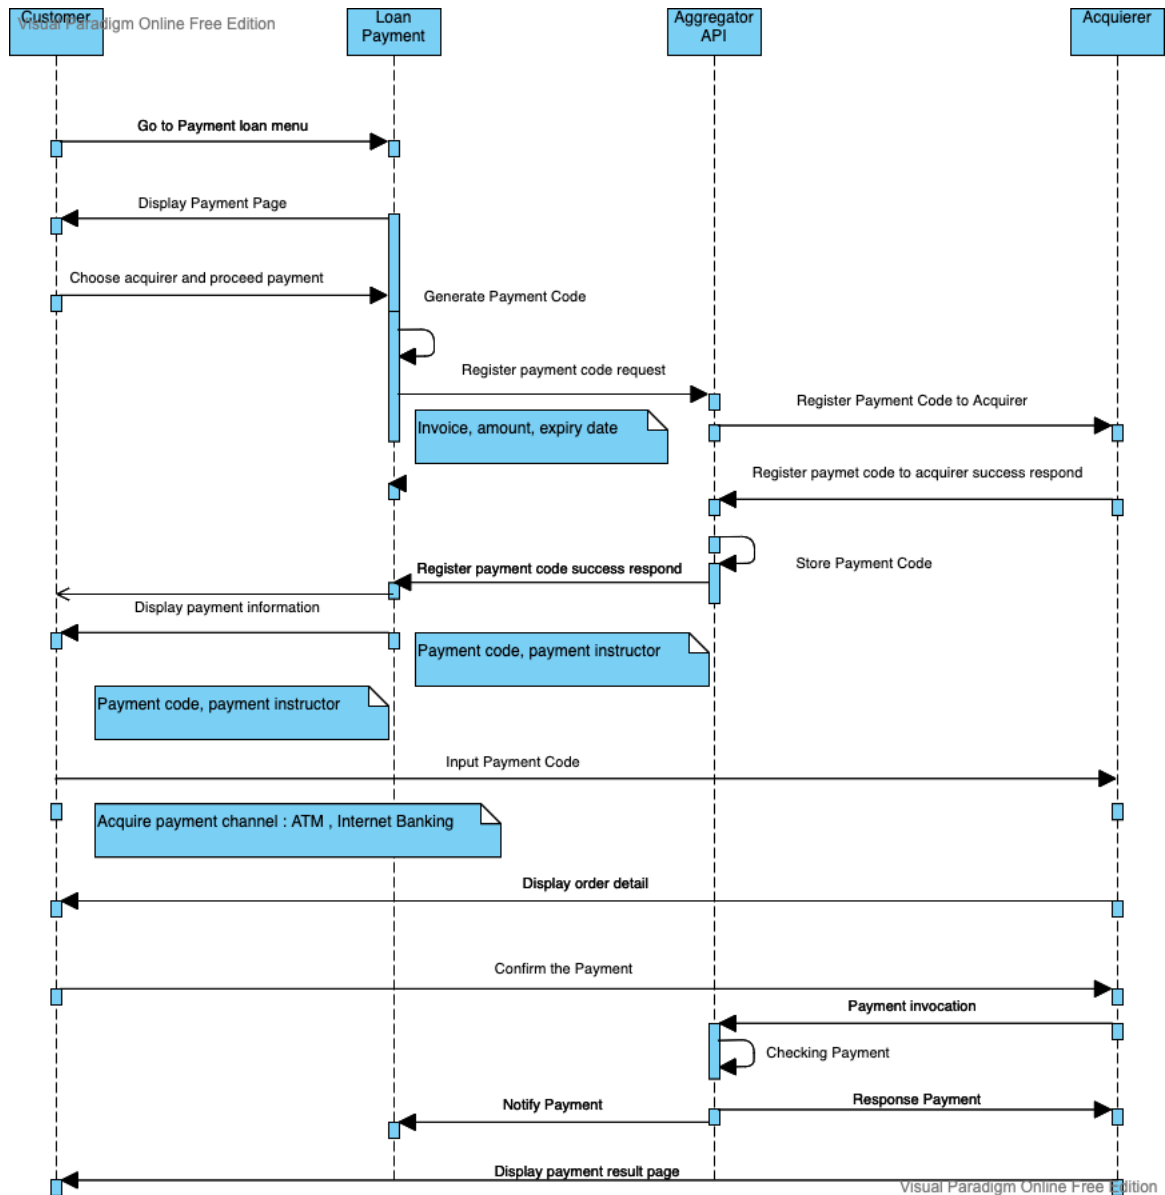 Customer
Visual Paradigm Online Free Edition
Loan
Payment
Aggregator
API
Acquierer
Go to Payment loan menu
Display Payment Page
Choose acquirer and proceed payment
Generate Payment Code
Register payment code request
Register Payment Code to Acquirer
Invoice, amount, expiry date
Register paymet code to acquirer success respond
Store Payment Code
Register payment code success respond
Display payment information
Payment code, payment instructor
Payment code, payment instructor
Input Payment Code
Acquire payment channel : ATM , Internet Banking
Display order detail
Confirm the Payment
Payment invocation
Checking Payment
Response Payment
Notify Payment
Display payment result page
Visual Paradigm Online Free Edition